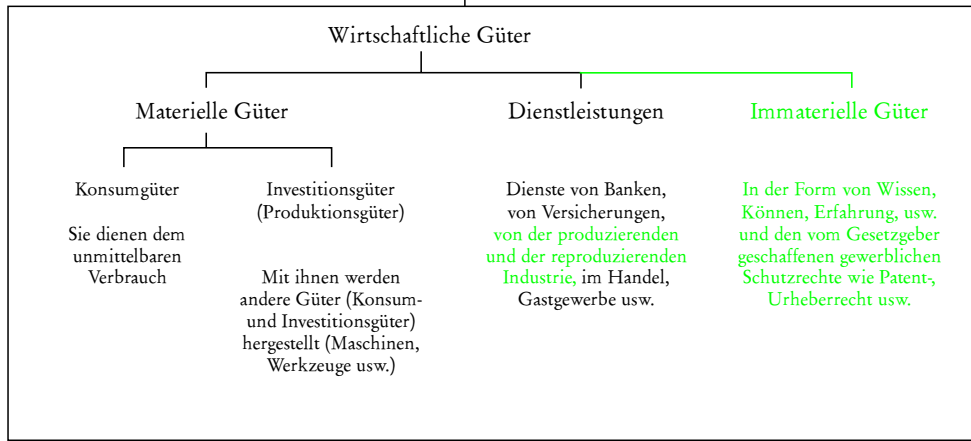 Wirtschaftliche Güter
Materielle Güter
Dienstleistungen
Immaterielle Güter
Konsumgüter
Sie dienen dem
unmittelbaren
Verbrauch
Investitionsgüter
(Produktionsgüter)
Mit ihnen werden
andere Güter (Konsum-
und Investitionsgüter)
hergestellt (Maschinen,
Werkzeuge usw.)
Dienste von Banken,
von Versicherungen,
von der produzierenden
und der reproduzierenden
Industrie, im Handel,
Gastgewerbe usw.
In der Form von Wissen,
Können, Erfahrung, usw.
und den vom Gesetzgeber
geschaffenen gewerblichen
Schutzrechte wie Patent-,
Urheberrecht usw.